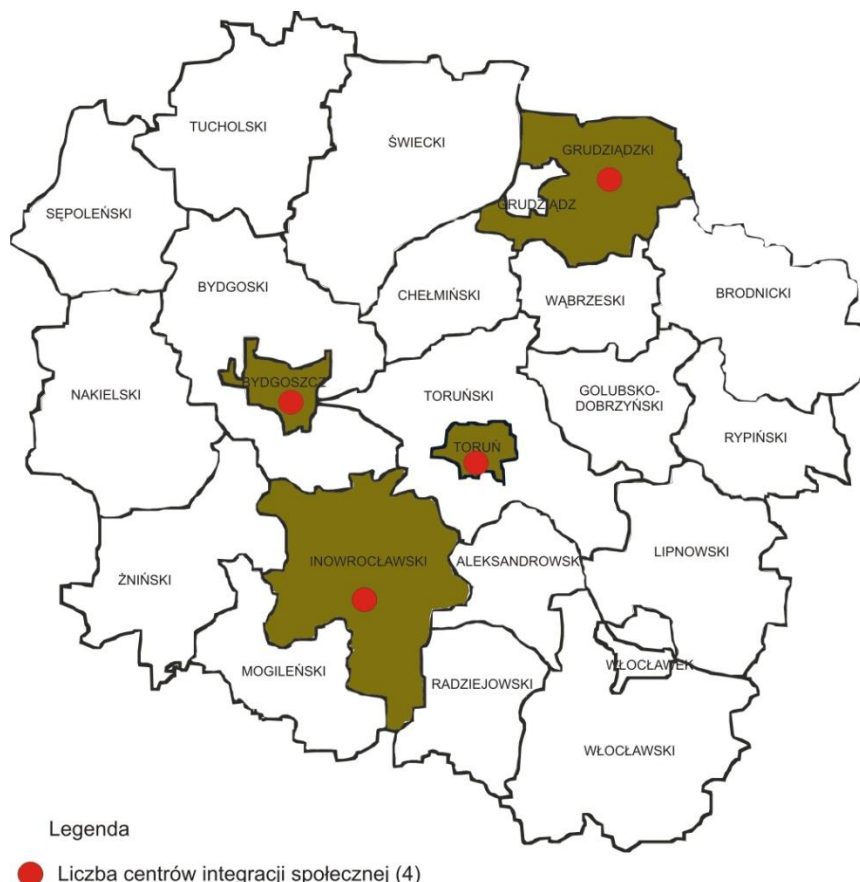 TUCHOLSKI
ŚWIECKI
GRUDZIĄDZKI
GRUDZIĄDZ
SĘPOLEŃSKI
BYDGOSKI
CHEŁMIŃSKI
WĄBRZESKI
BRODNICKI
BYDGOSZCZ
NAKIELSKI
TORUŃSKI
GOLUBSKO-
DOBRZYŃSKI
RYPIŃSKI
TORUŃ
INOWROCŁAWSKI
ALEKSANDROWSKI
LIPNOWSKI
ŻNIŃSKI
MOGILEŃSKI
RADZIEJOWSKI
WŁOCŁAWEK
WŁOCŁAWSKI
Legenda
Liczba centrów integracji społecznej (4)